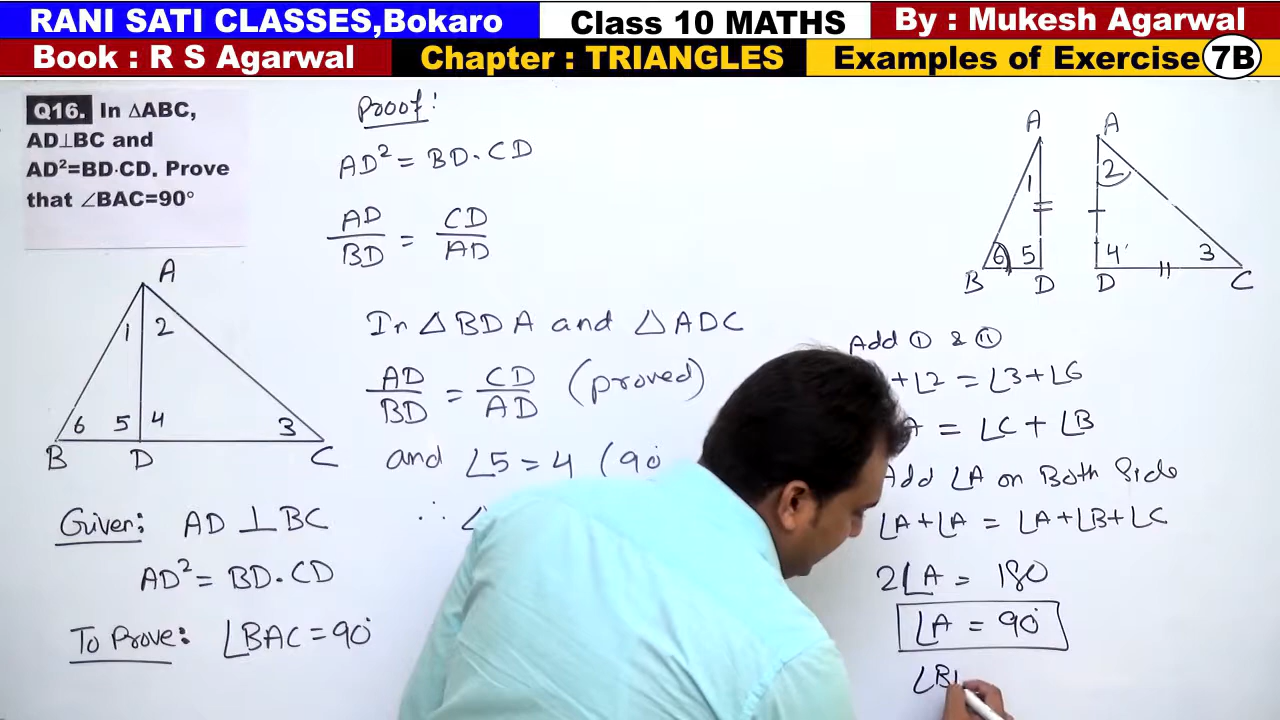 RANI SATI CLASSES,Bokaro
Class 10 MATHS
By : Mukesh Agarwal
Book : R S Agarwal
Chapter : TRIANGLES
Examples of Exercise 7B
Q16. In ∆ABC,
AD⊥BC and
AD²=BD·CD. Prove
that ∠BAC=90°
A
1 2
6 5 4 3
B D C
Given: AD ⊥ BC
AD² = BD·CD
To Prove: ∠BAC = 90°
Proof:
AD² = BD·CD
AD/BD = CD/AD
In △BDA and △ADC
AD/BD = CD/AD (proved)
and ∠5 = 4 (90
∴
A A
1 2
6 5 4 3
B D D C
Add ① & ⑪
+∠2 = ∠3+∠6
A = ∠C + ∠B
Add ∠A on Both Side
∠A+∠A = ∠A+∠B+∠C
2∠A = 180
∠A = 90°
∠B